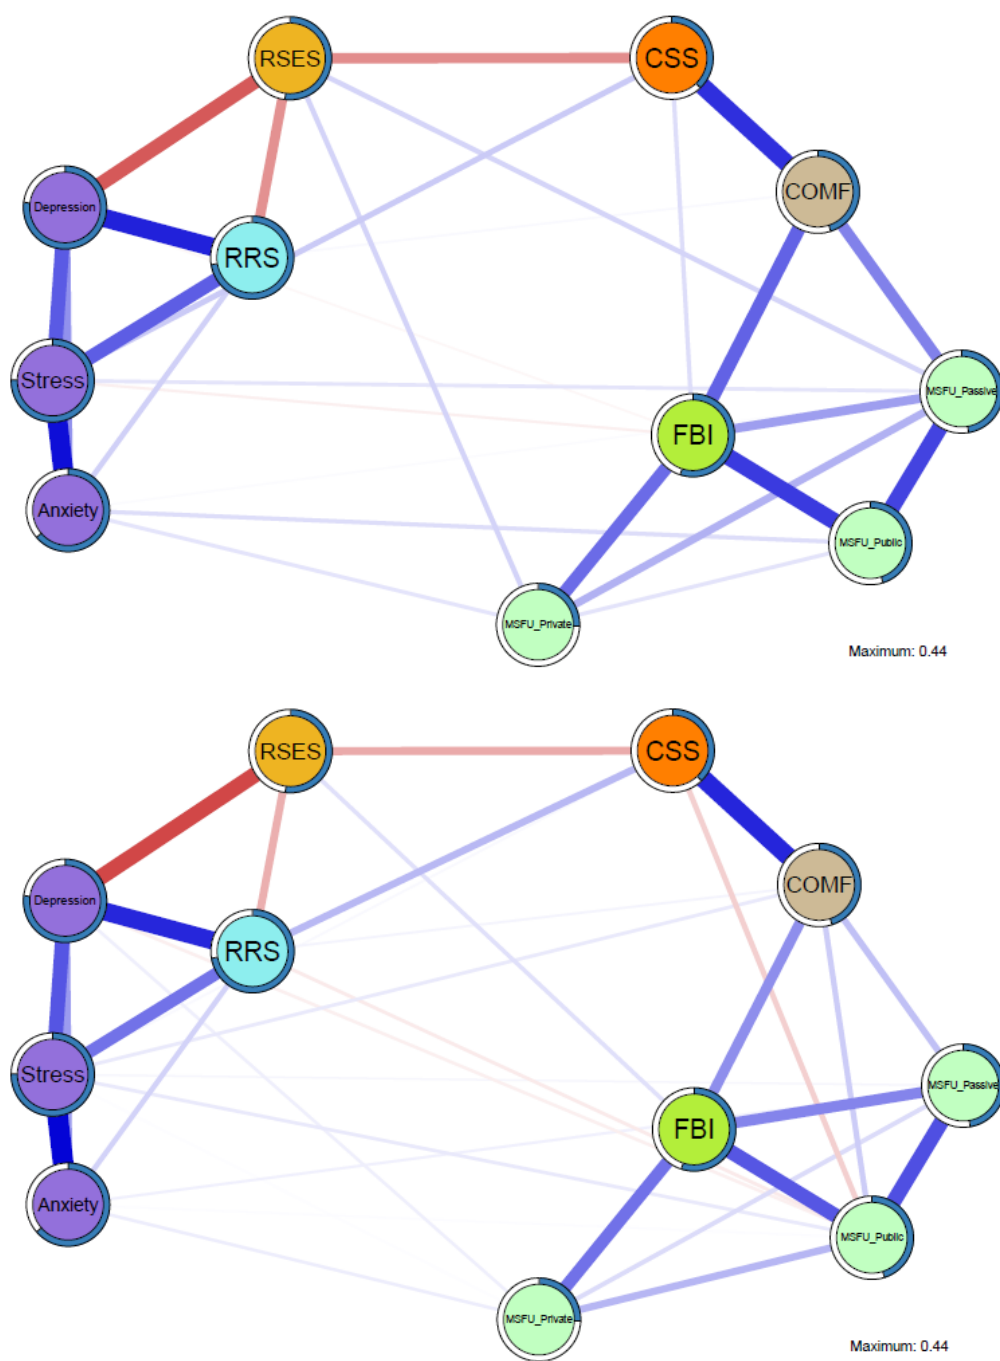 RSES
CSS
COMF
Depression
RRS
Stress
MSFU_Passive
FBI
Anxiety
MSFU_Public
MSFU_Private
Maximum: 0.44
RSES
CSS
COMF
Depression
RRS
Stress
MSFU_Passive
FBI
Anxiety
MSFU_Public
MSFU_Private
Maximum: 0.44